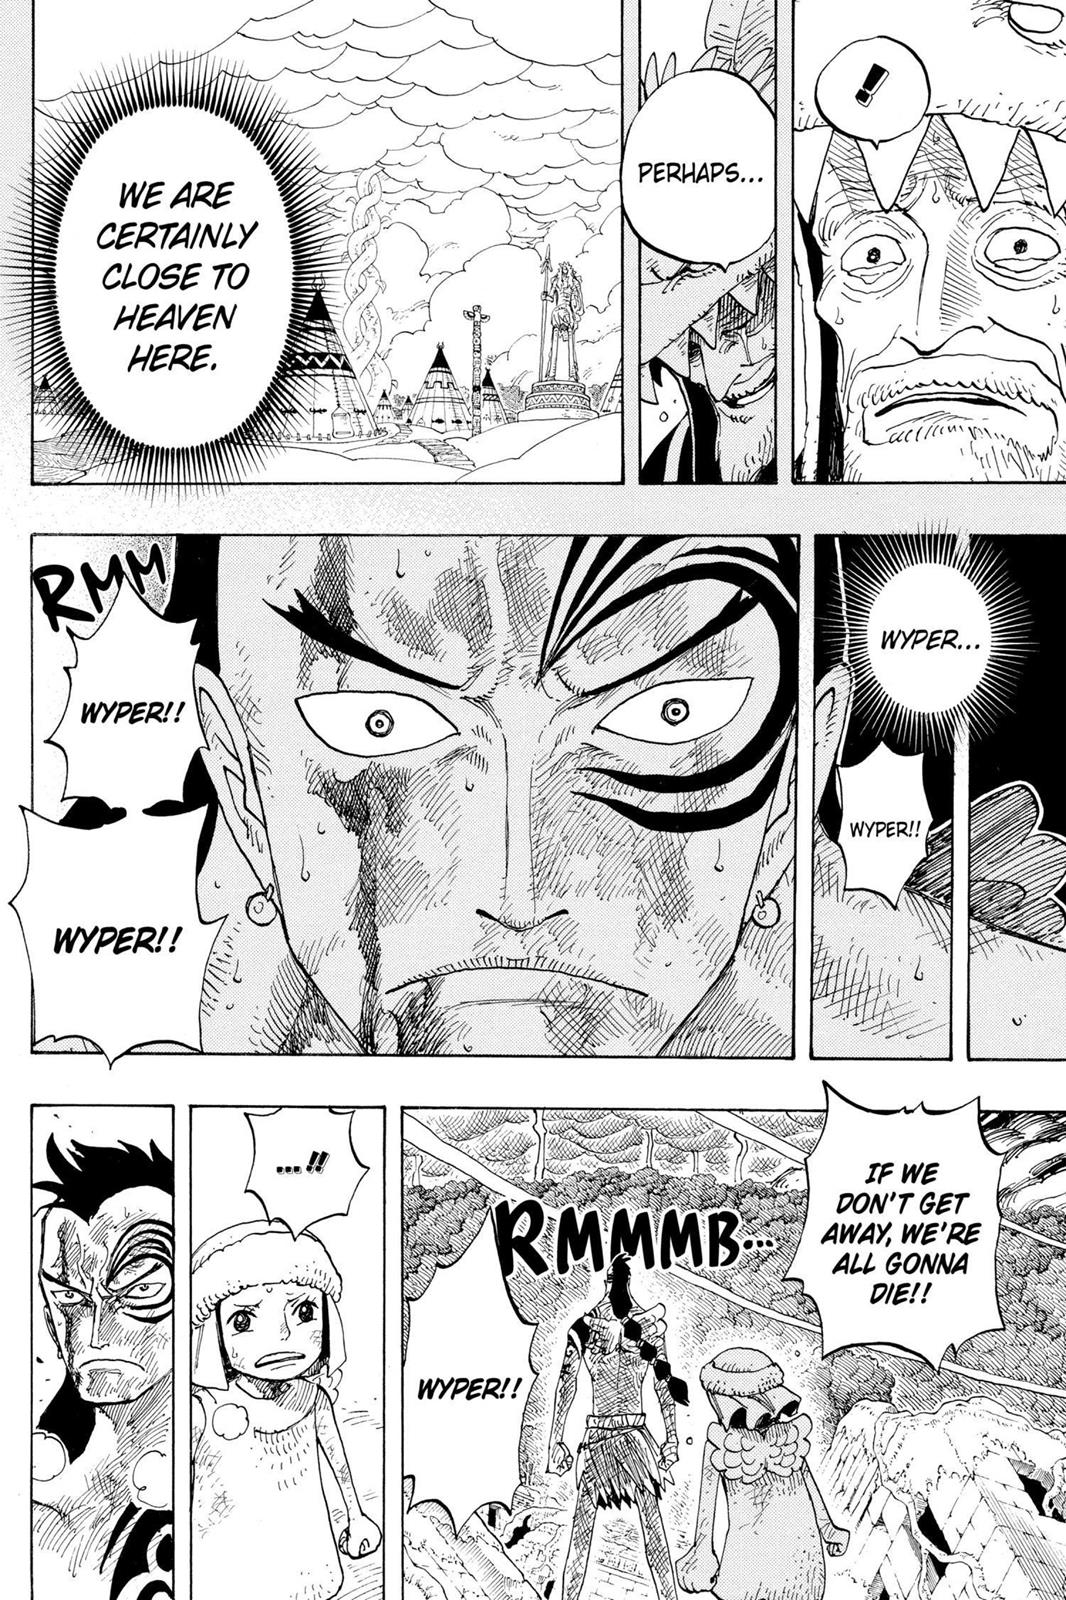 !
PERHAPS...
WE ARE
CERTAINLY
CLOSE TO
HEAVEN
HERE.
WYPER...
WYPER!!
RMM
WYPER!!
WYPER!!
IF WE
DON'T GET
AWAY, WE'RE
ALL GONNA
DIE!!
RMMMB...
WYPER!!
...!!